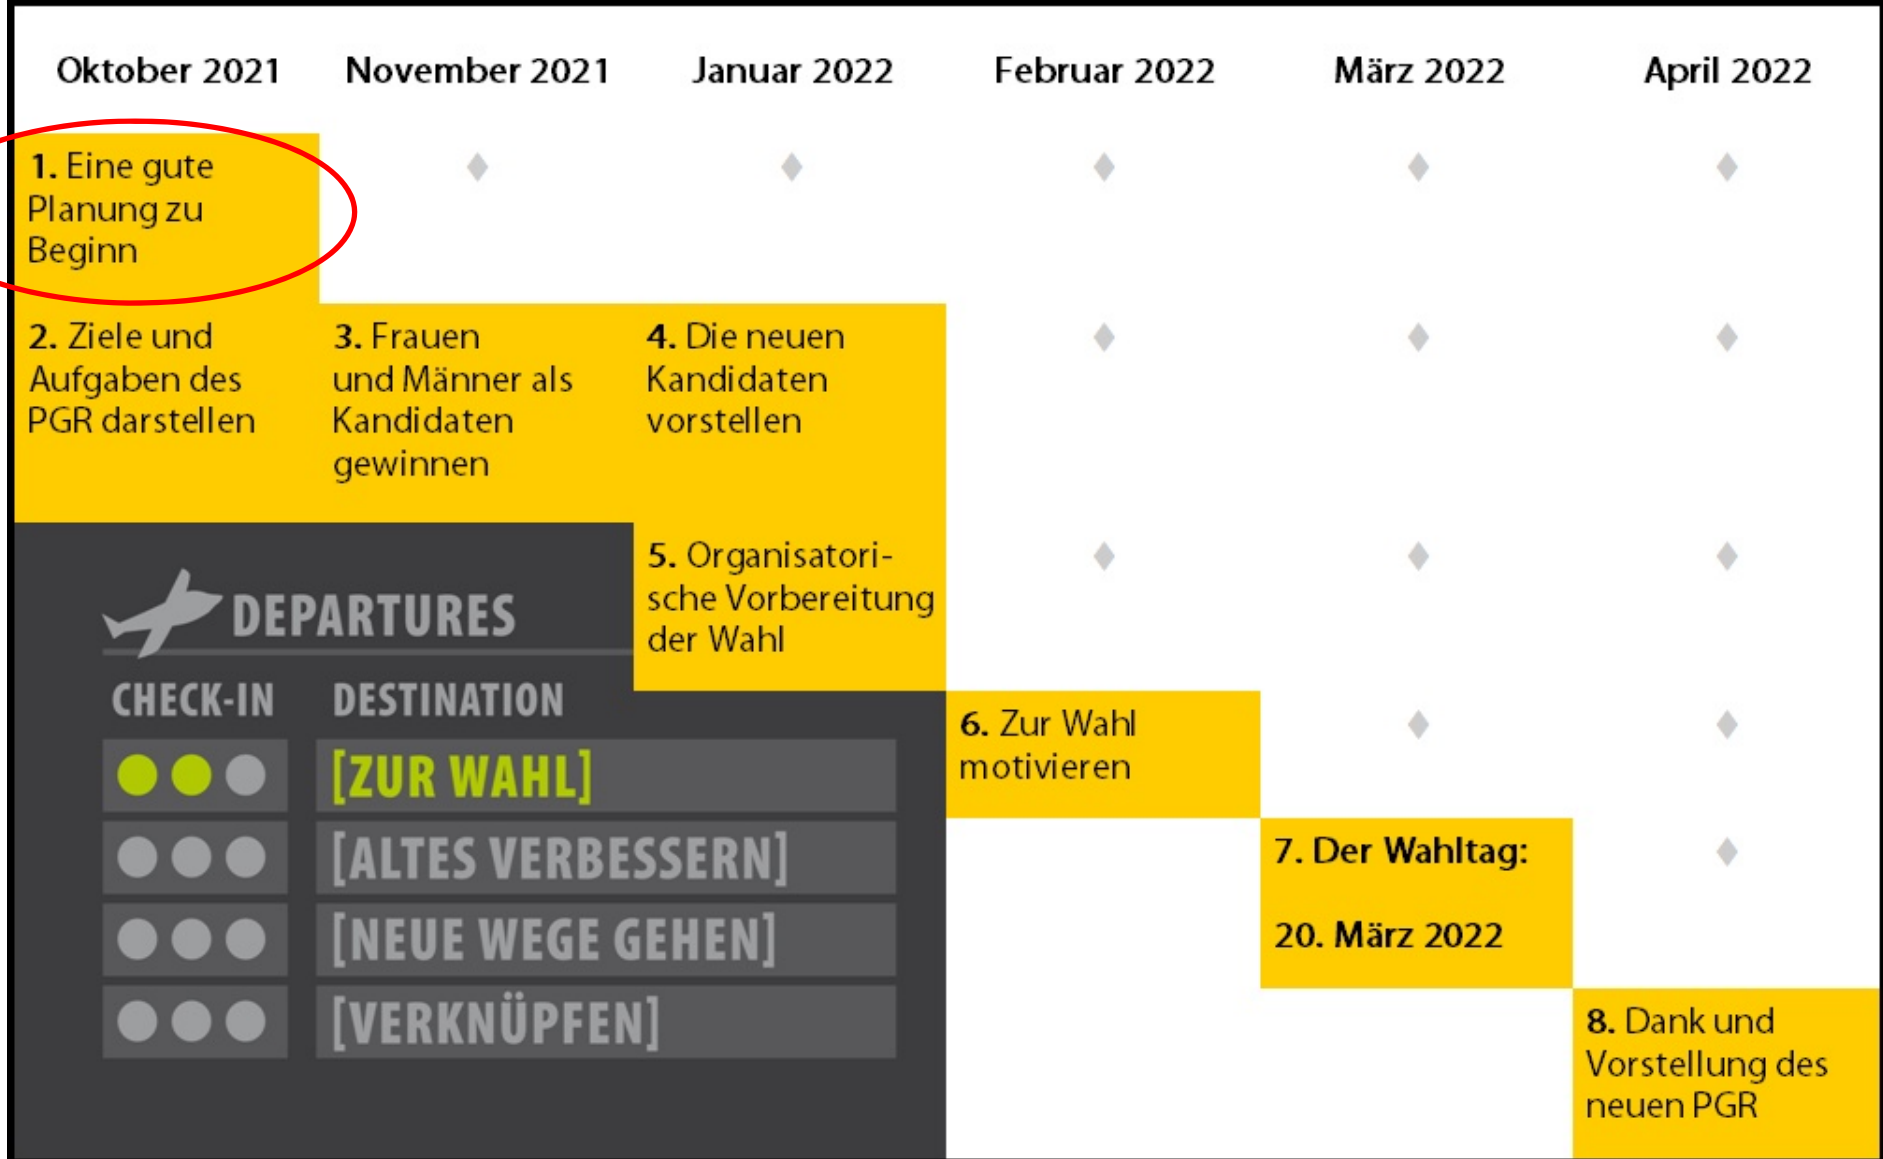 Oktober 2021 November 2021 Januar 2022 Februar 2022 März 2022 April 2022
1. Eine gute
Planung zu
Beginn
2. Ziele und
Aufgaben des
PGR darstellen
3. Frauen
und Männer als
Kandidaten
gewinnen
4. Die neuen
Kandidaten
vorstellen
5. Organisatori-
sche Vorbereitung
der Wahl
DEPARTURES
CHECK-IN DESTINATION
[ZUR WAHL]
[ALTES VERBESSERN]
[NEUE WEGE GEHEN]
[VERKNÜPFEN]
6. Zur Wahl
motivieren
7. Der Wahltag:
20. März 2022
8. Dank und
Vorstellung des
neuen PGR